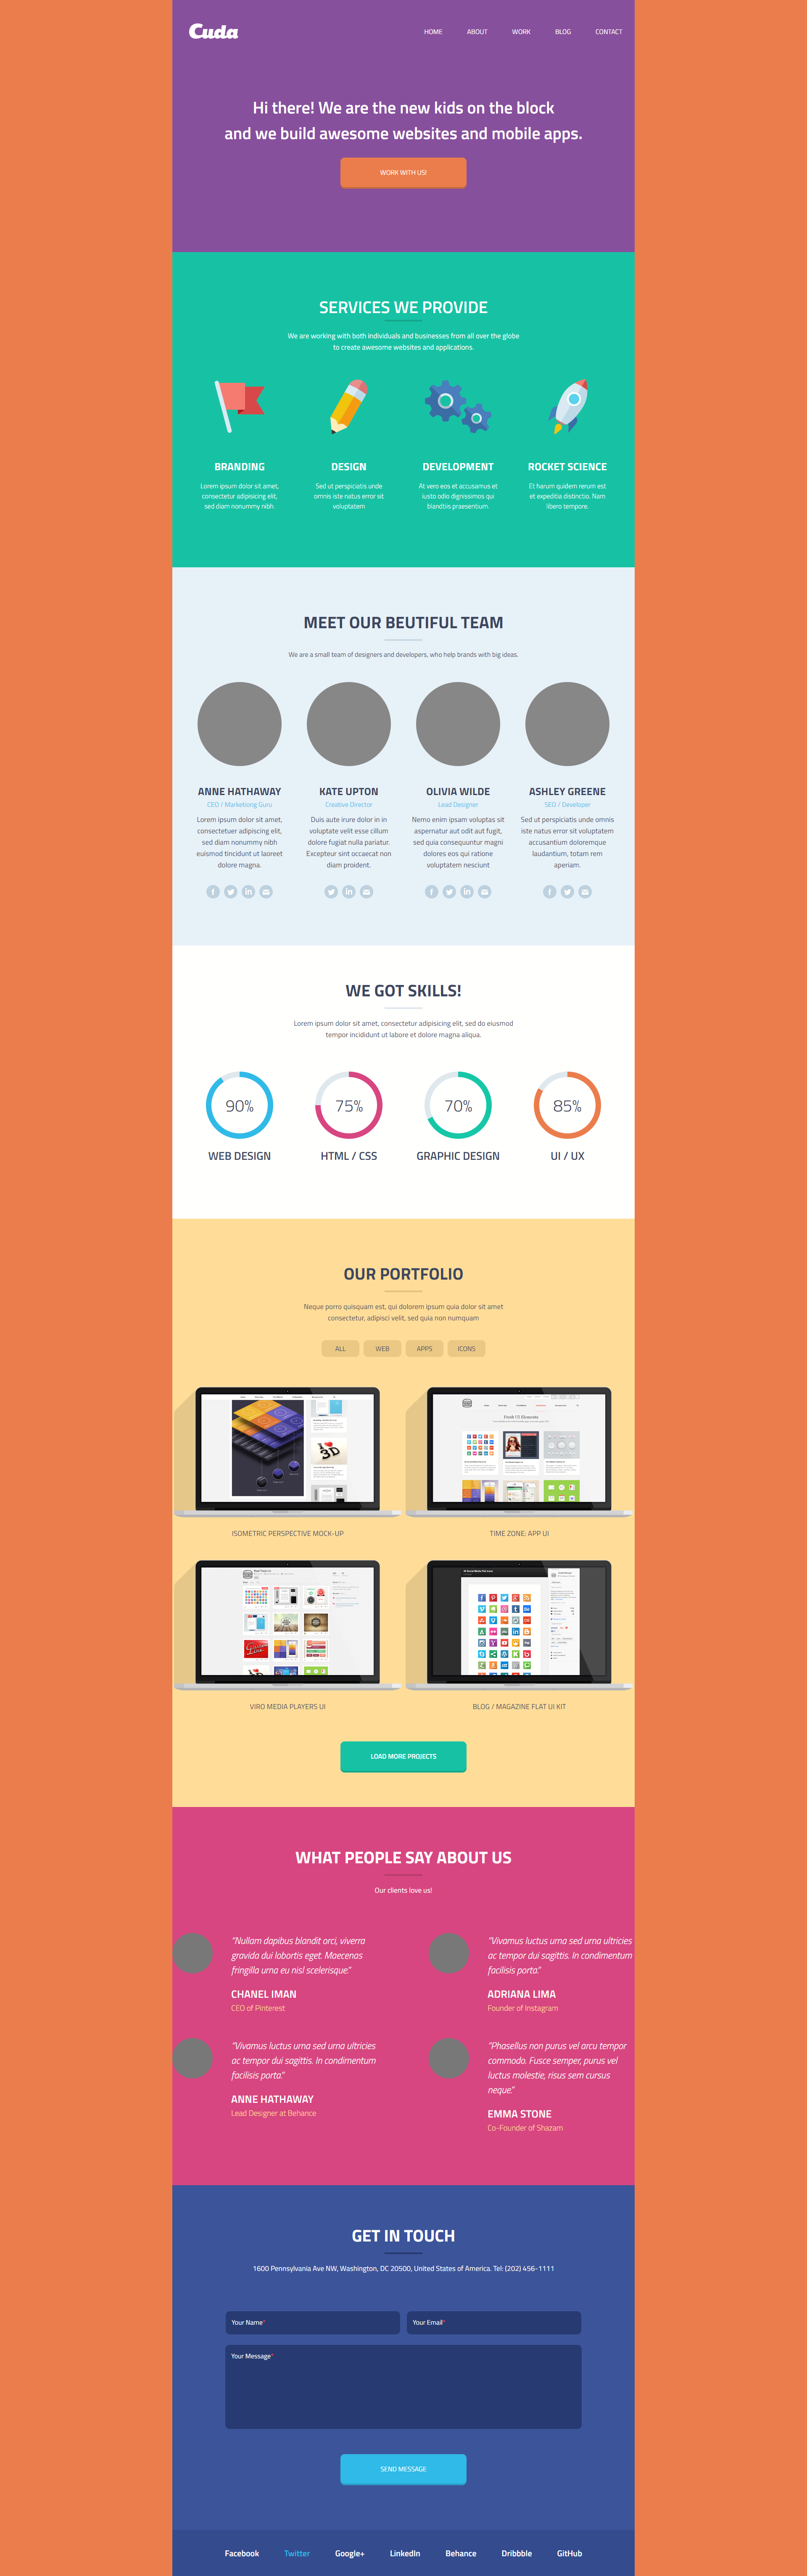 Cuda
HOME ABOUT WORK BLOG CONTACT
Hi there! We are the new kids on the block
and we build awesome websites and mobile apps.
WORK WITH US!
SERVICES WE PROVIDE
We are working with both individuals and businesses from all over the globe
to create awesome websites and applications.
BRANDING
Lorem ipsum dolor sit amet,
consectetur adipisicing elit,
sed diam nonummy nibh.
DESIGN
Sed ut perspiciatis unde
omnis iste natus error sit
voluptatem
DEVELOPMENT
At vero eos et accusamus et
iusto odio dignissimos qui
blandtiis praesentium.
ROCKET SCIENCE
Et harum quidem rerum est
et expeditia distinctio. Nam
libero tempore.
MEET OUR BEUTIFUL TEAM
We are a small team of designers and developers, who help brands with big ideas.
ANNE HATHAWAY
CEO / Marketiong Guru
Lorem ipsum dolor sit amet,
consectetuer adipiscing elit,
sed diam nonummy nibh
euismod tincidunt ut laoreet
dolore magna.
KATE UPTON
Creative Director
Duis aute irure dolor in in
voluptate velit esse cillum
dolore fugiat nulla pariatur.
Excepteur sint occaecat non
diam proident.
OLIVIA WILDE
Lead Designer
Nemo enim ipsam voluptas sit
aspernatur aut odit aut fugit,
sed quia consequuntur magni
dolores eos qui ratione
voluptatem nesciunt
ASHLEY GREENE
SEO / Developer
Sed ut perspiciatis unde omnis
iste natus error sit voluptatem
accusantium doloremque
laudantium, totam rem
aperiam.
WE GOT SKILLS!
Lorem ipsum dolor sit amet, consectetur adipisicing elit, sed do eiusmod
tempor incididunt ut labore et dolore magna aliqua.
90% 75% 70% 85%
WEB DESIGN HTML / CSS GRAPHIC DESIGN UI / UX
OUR PORTFOLIO
Neque porro quisquam est, qui dolorem ipsum quia dolor sit amet
consectetur, adipisci velit, sed quia non numquam
ALL WEB APPS ICONS
I
3D
Fresh UI Elements
ISOMETRIC PERSPECTIVE MOCK-UP
TIME ZONE: APP UI
VIRO MEDIA PLAYERS UI
BLOG / MAGAZINE FLAT UI KIT
LOAD MORE PROJECTS
WHAT PEOPLE SAY ABOUT US
Our clients love us!
"Nullam dapibus blandit orci, viverra
gravida dui lobortis eget. Maecenas
fringilla urna eu nisl scelerisque."
CHANEL IMAN
CEO of Pinterest
"Vivamus luctus urna sed urna ultricies
ac tempor dui sagittis. In condimentum
facilisis porta."
ADRIANA LIMA
Founder of Instagram
"Vivamus luctus urna sed urna ultricies
ac tempor dui sagittis. In condimentum
facilisis porta."
ANNE HATHAWAY
Lead Designer at Behance
"Phasellus non purus vel arcu tempor
commodo. Fusce semper, purus vel
luctus molestie, risus sem cursus
neque."
EMMA STONE
Co-Founder of Shazam
GET IN TOUCH
1600 Pennsylvania Ave NW, Washington, DC 20500, United States of America. Tel: (202) 456-1111
Your Name*
Your Email*
Your Message*
SEND MESSAGE
Facebook Twitter Google+ LinkedIn Behance Dribbble GitHub